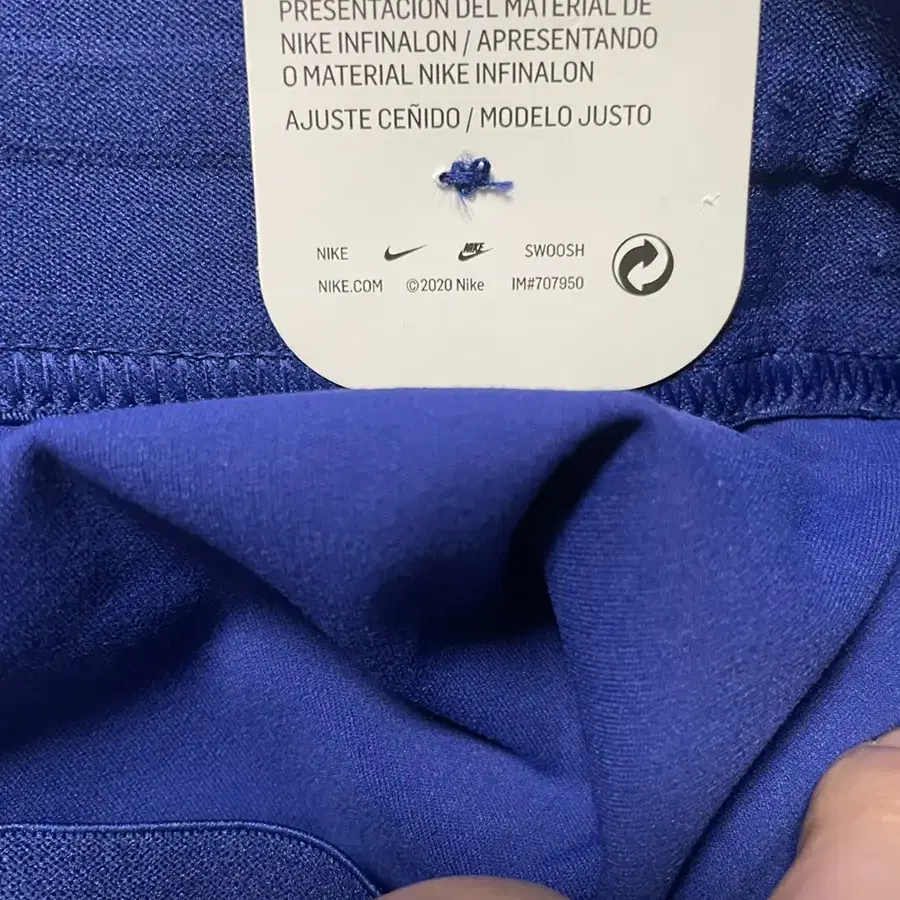 PRESENTACIÓN DEL MATERIAL DE
NIKE INFINALON / APRESENTANDO
O MATERIAL NIKE INFINALON
AJUSTE CEÑIDO / MODELO JUSTO
NIKE NIKE SWOOSH
NIKE.COM ©2020 Nike IM#707950